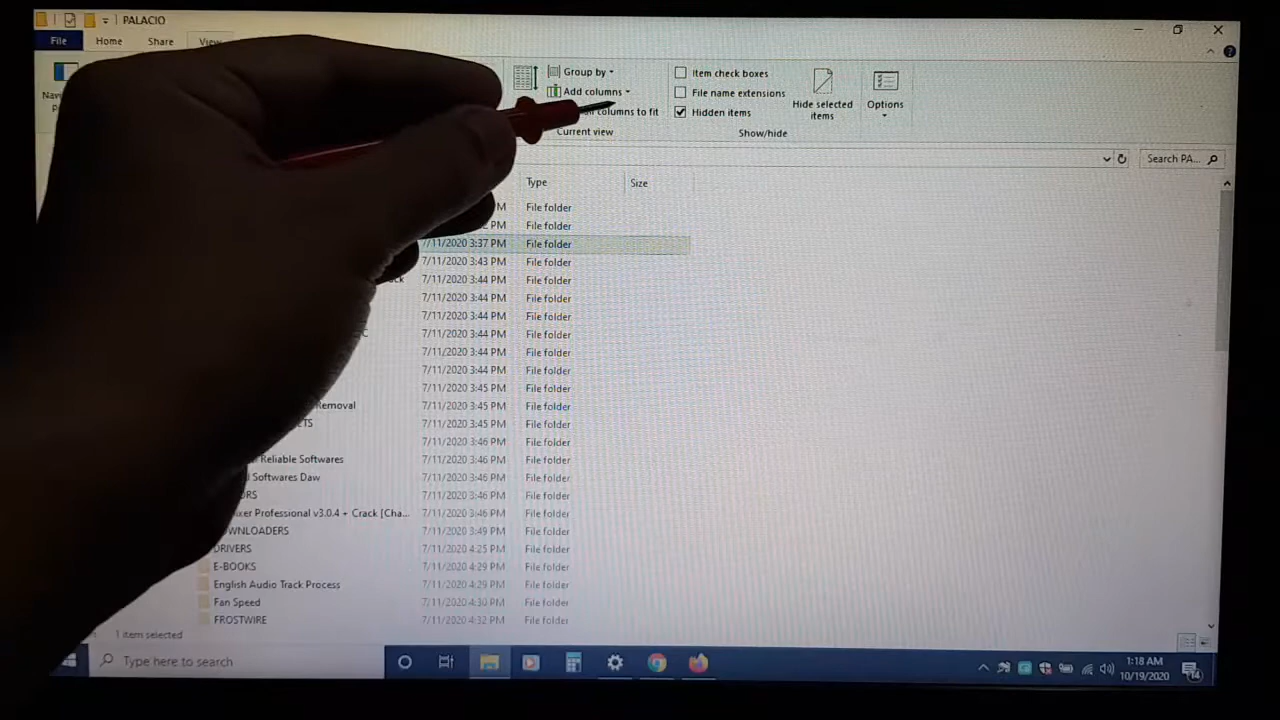 PALACIO
File Home Share View
Group by
Add columns
columns to fit
Current view
Item check boxes
File name extensions
Hidden items
Hide selected items
Options
Show/hide
Search PA...
Type Size
PM File folder
PM File folder
7/11/2020 3:37 PM File folder
7/11/2020 3:43 PM File folder
7/11/2020 3:44 PM File folder
7/11/2020 3:44 PM File folder
7/11/2020 3:44 PM File folder
7/11/2020 3:44 PM File folder
7/11/2020 3:44 PM File folder
7/11/2020 3:44 PM File folder
7/11/2020 3:45 PM File folder
Removal 7/11/2020 3:45 PM File folder
7/11/2020 3:45 PM File folder
7/11/2020 3:46 PM File folder
Reliable Softwares 7/11/2020 3:46 PM File folder
Softwares Daw 7/11/2020 3:46 PM File folder
7/11/2020 3:46 PM File folder
Professional v3.0.4 + Crack [Cha... 7/11/2020 3:46 PM File folder
OWNLOADERS 7/11/2020 3:49 PM File folder
DRIVERS 7/11/2020 4:25 PM File folder
E-BOOKS 7/11/2020 4:29 PM File folder
English Audio Track Process 7/11/2020 4:29 PM File folder
Fan Speed 7/11/2020 4:30 PM File folder
FROSTWIRE 7/11/2020 4:32 PM File folder
1 item selected
Type here to search
1:18 AM
10/19/2020
14